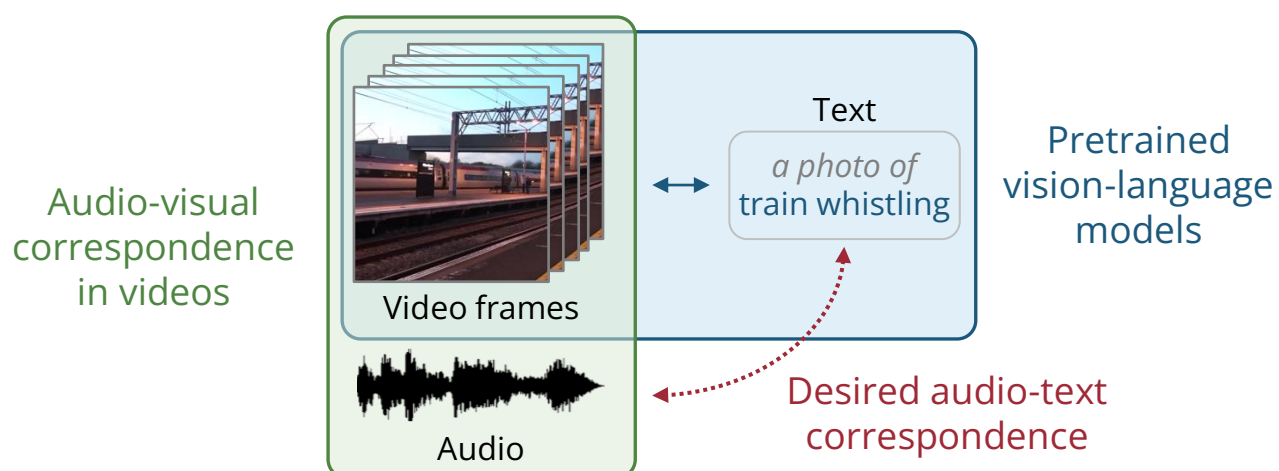 Audio-visual
correspondence
in videos
Video frames
Audio
Text
a photo of
train whistling
Pretrained
vision-language
models
Desired audio-text
correspondence